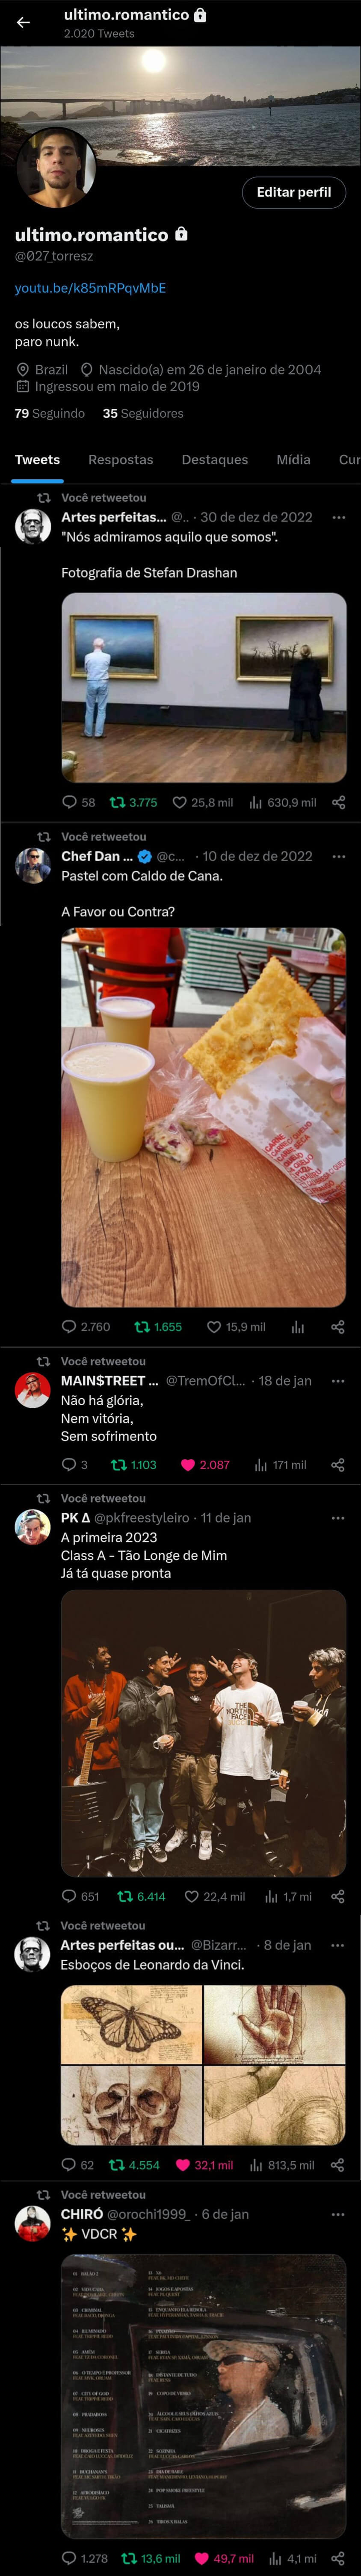 ultimo.romantico
2.020 Tweets
Editar perfil
ultimo.romantico
@027_torresz
youtu.be/k85mRPqvMbE
os loucos sabem,
paro nunk.
Brazil Nascido(a) em 26 de janeiro de 2004
Ingressou em maio de 2019
79 Seguindo 35 Seguidores
Tweets Respostas Destaques Mídia Cur
Você retweetou
Artes perfeitas... @.. · 30 de dez de 2022
"Nós admiramos aquilo que somos".
Fotografia de Stefan Drashan
58 3.775 25,8 mil 630,9 mil
Você retweetou
Chef Dan ... @c... · 10 de dez de 2022
Pastel com Caldo de Cana.
A Favor ou Contra?
2.760 1.655 15,9 mil
Você retweetou
MAIN$TREET ... @TremOfCl... · 18 de jan
Não há glória,
Nem vitória,
Sem sofrimento
3 1.103 2.087 171 mil
Você retweetou
PK Δ @pkfreestyleiro · 11 de jan
A primeira 2023
Class A - Tão Longe de Mim
Já tá quase pronta
THE
NORTH
FACE
651 6.414 22,4 mil 1,7 mi
Você retweetou
Artes perfeitas ou... @Bizarr... · 8 de jan
Esboços de Leonardo da Vinci.
62 4.554 32,1 mil 813,5 mil
Você retweetou
CHIRÓ @orochi1999_ · 6 de jan
✨ VDCR ✨
1.278 13,6 mil 49,7 mil 4,1 mi